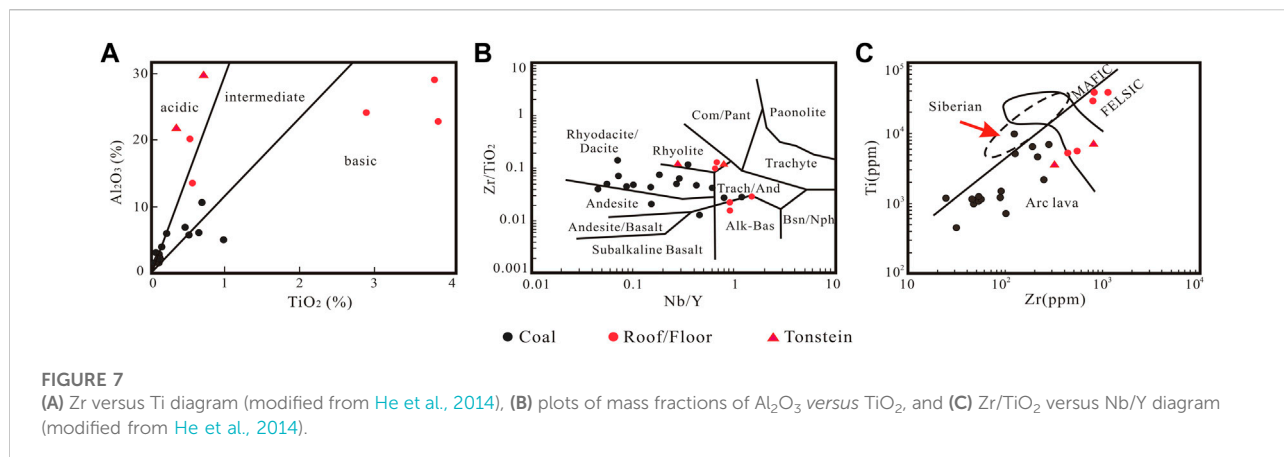 A
B
C
30
20
10
0
Al₂O₃ (%)
acidic
intermediate
basic
0
1
2
3
4
TiO₂ (%)
10
1
0.1
0.01
0.001
Zr/TiO₂
Com/Pant
Paonolite
Rhyodacite/
Dacite
Rhyolite
Trachyte
Trach/And
Andesite
Andesite/Basalt
Alk-Bas
Bsn/Nph
Subalkaline Basalt
0.01
0.1
1
10
Nb/Y
10⁵
10⁴
10³
10²
Ti(ppm)
Siberian
MAFIC
FELSIC
Arc lava
10
10²
10³
10⁴
Zr(ppm)
Coal
Roof/Floor
Tonstein
FIGURE 7
(A) Zr versus Ti diagram (modified from He et al., 2014), (B) plots of mass fractions of Al₂O₃ versus TiO₂, and (C) Zr/TiO₂ versus Nb/Y diagram
(modified from He et al., 2014).